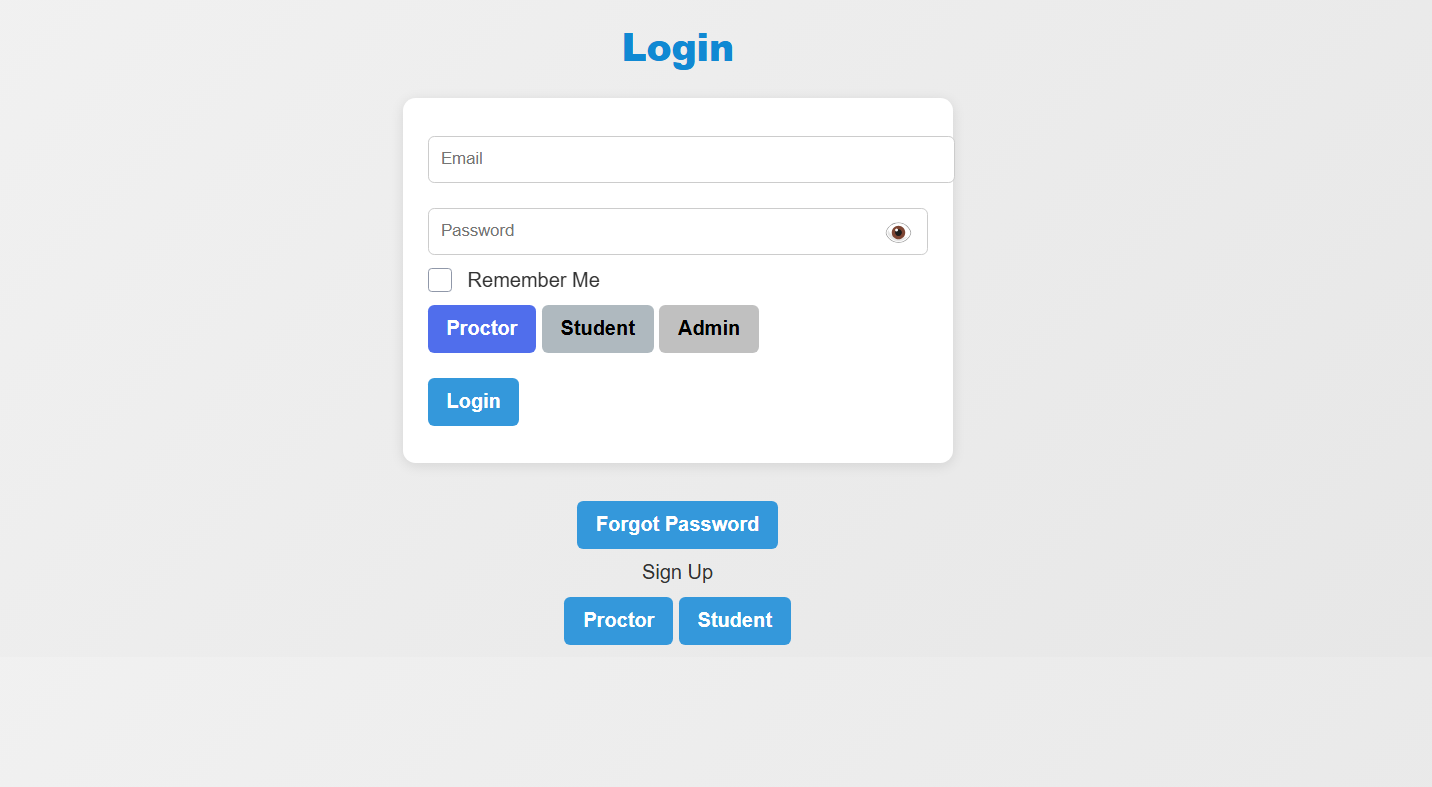 Login
Email
Password
Remember Me
Proctor Student Admin
Login
Forgot Password
Sign Up
Proctor Student